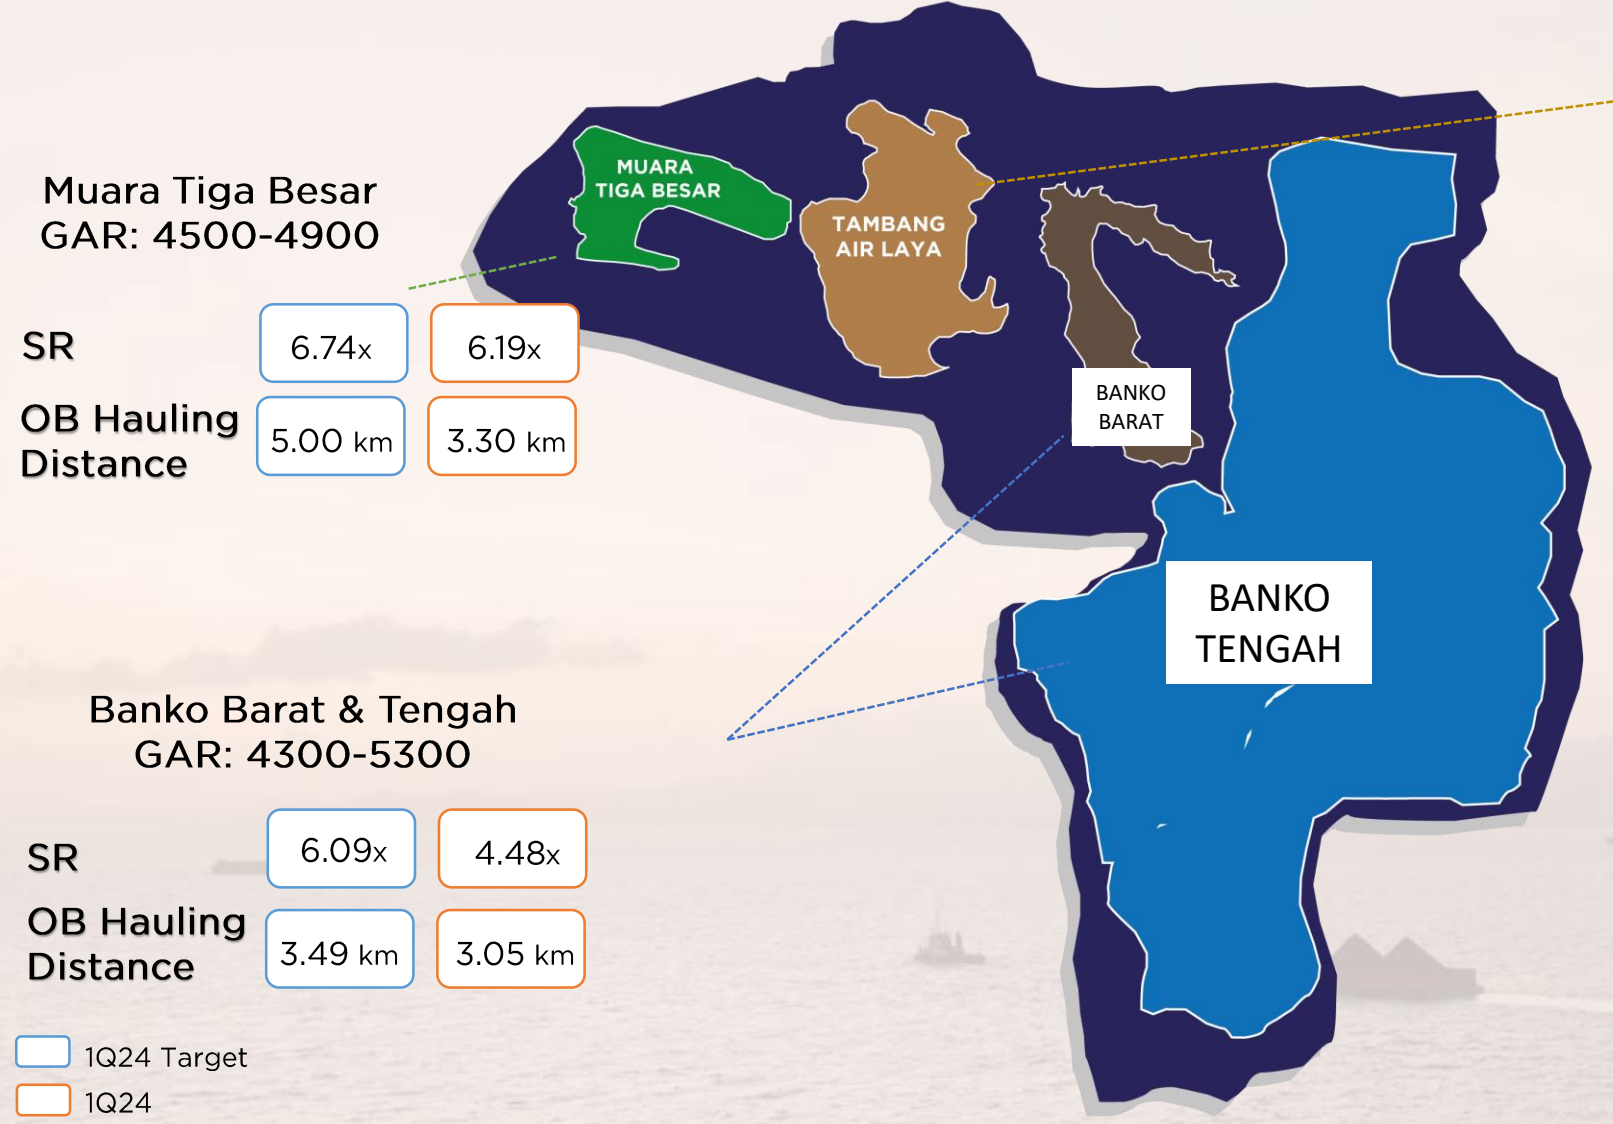 Muara Tiga Besar
GAR: 4500-4900
SR
6.74x
6.19x
OB Hauling
Distance
5.00 km
3.30 km
Banko Barat & Tengah
GAR: 4300-5300
SR
6.09x
4.48x
OB Hauling
Distance
3.49 km
3.05 km
1Q24 Target
1Q24
MUARA
TIGA BESAR
TAMBANG
AIR LAYA
BANKO
BARAT
BANKO
TENGAH